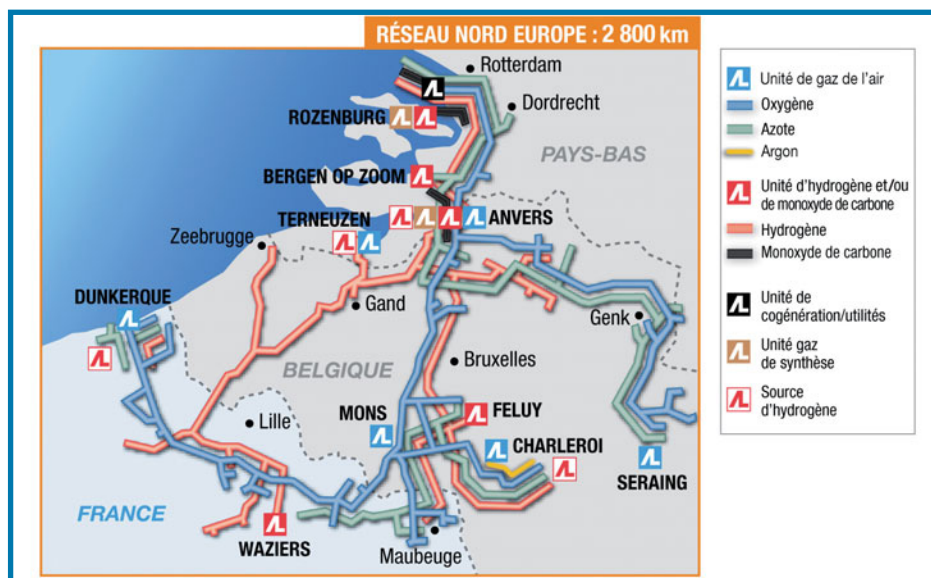 RÉSEAU NORD EUROPE : 2 800 km
Rotterdam
Dordrecht
ROZENBURG
PAYS-BAS
BERGEN OP ZOOM
TERNEUZEN
ANVERS
Zeebrugge
DUNKERQUE
Gand
Genk
BELGIQUE
Bruxelles
Lille
MONS
FELUY
CHARLEROI
SERAING
FRANCE
WAZIERS
Maubeuge
Unité de gaz de l'air
Oxygène
Azote
Argon
Unité d'hydrogène et/ou
de monoxyde de carbone
Hydrogène
Monoxyde de carbone
Unité de
cogénération/utilités
Unité gaz
de synthèse
Source
d'hydrogène